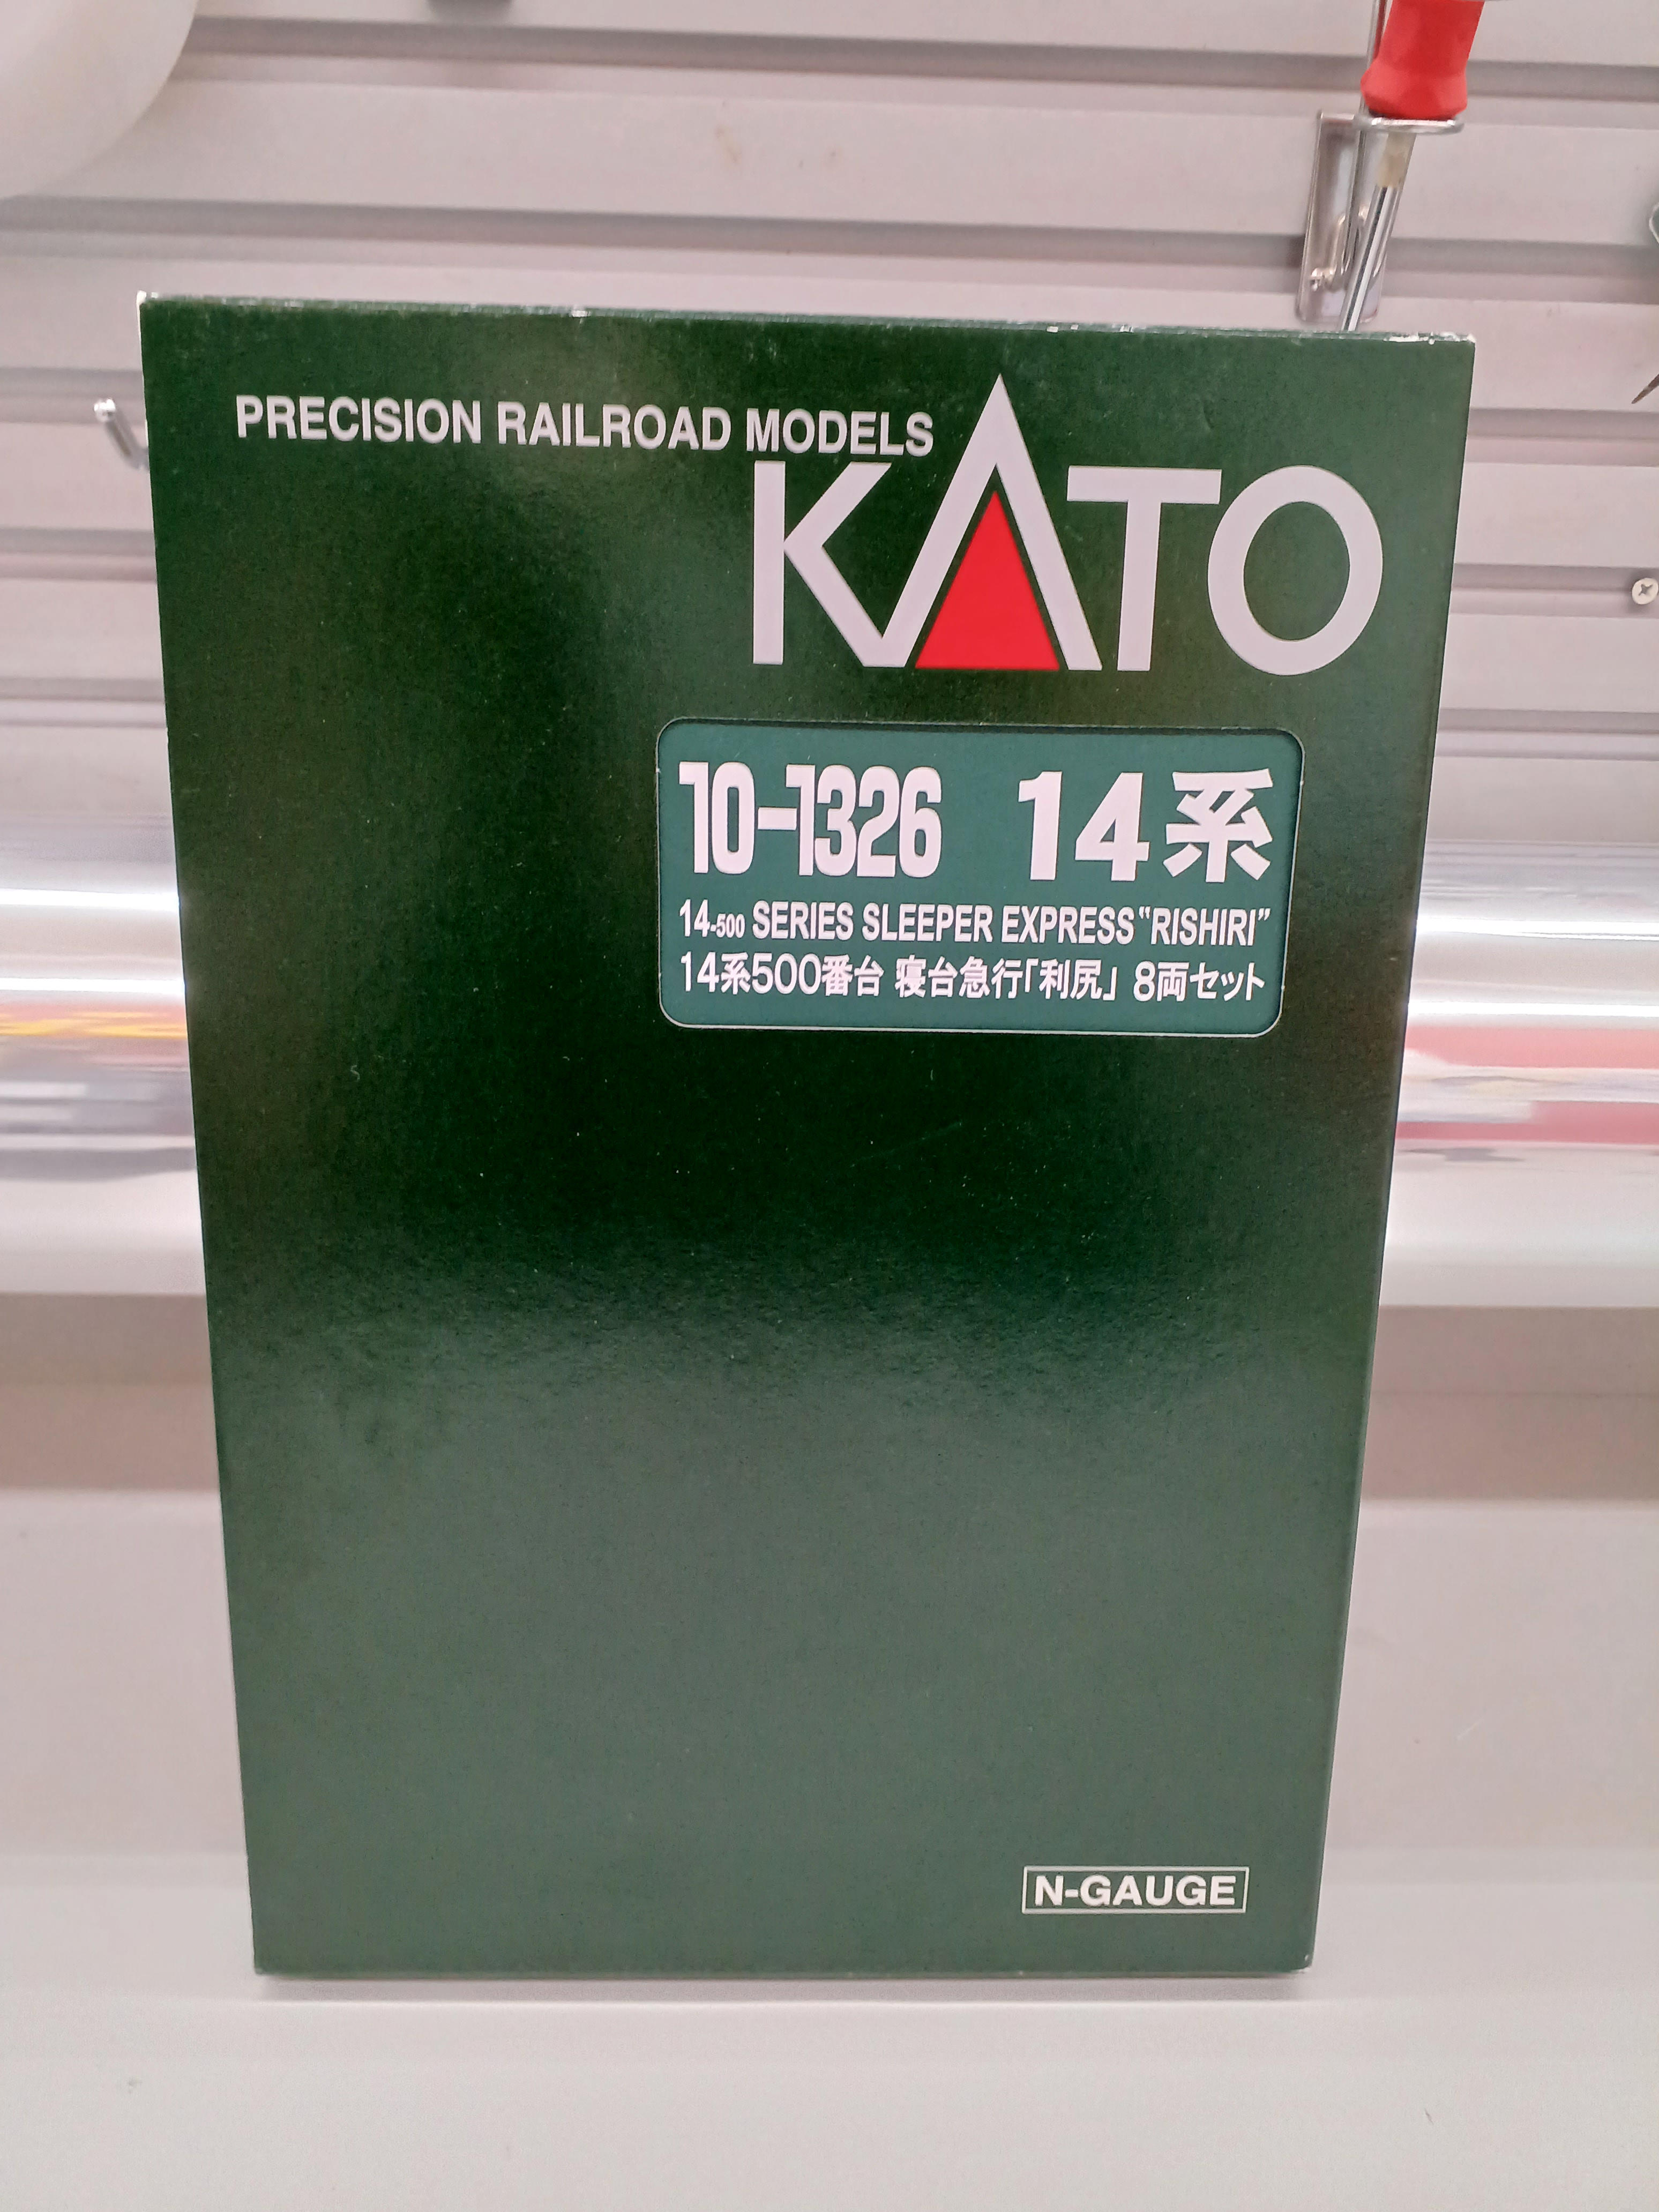 PRECISION RAILROAD MODELS
KATO
10-1326 14系
14-500 SERIES SLEEPER EXPRESS “RISHIRI”
14系500番台 寝台急行「利尻」 8両セット
N-GAUGE